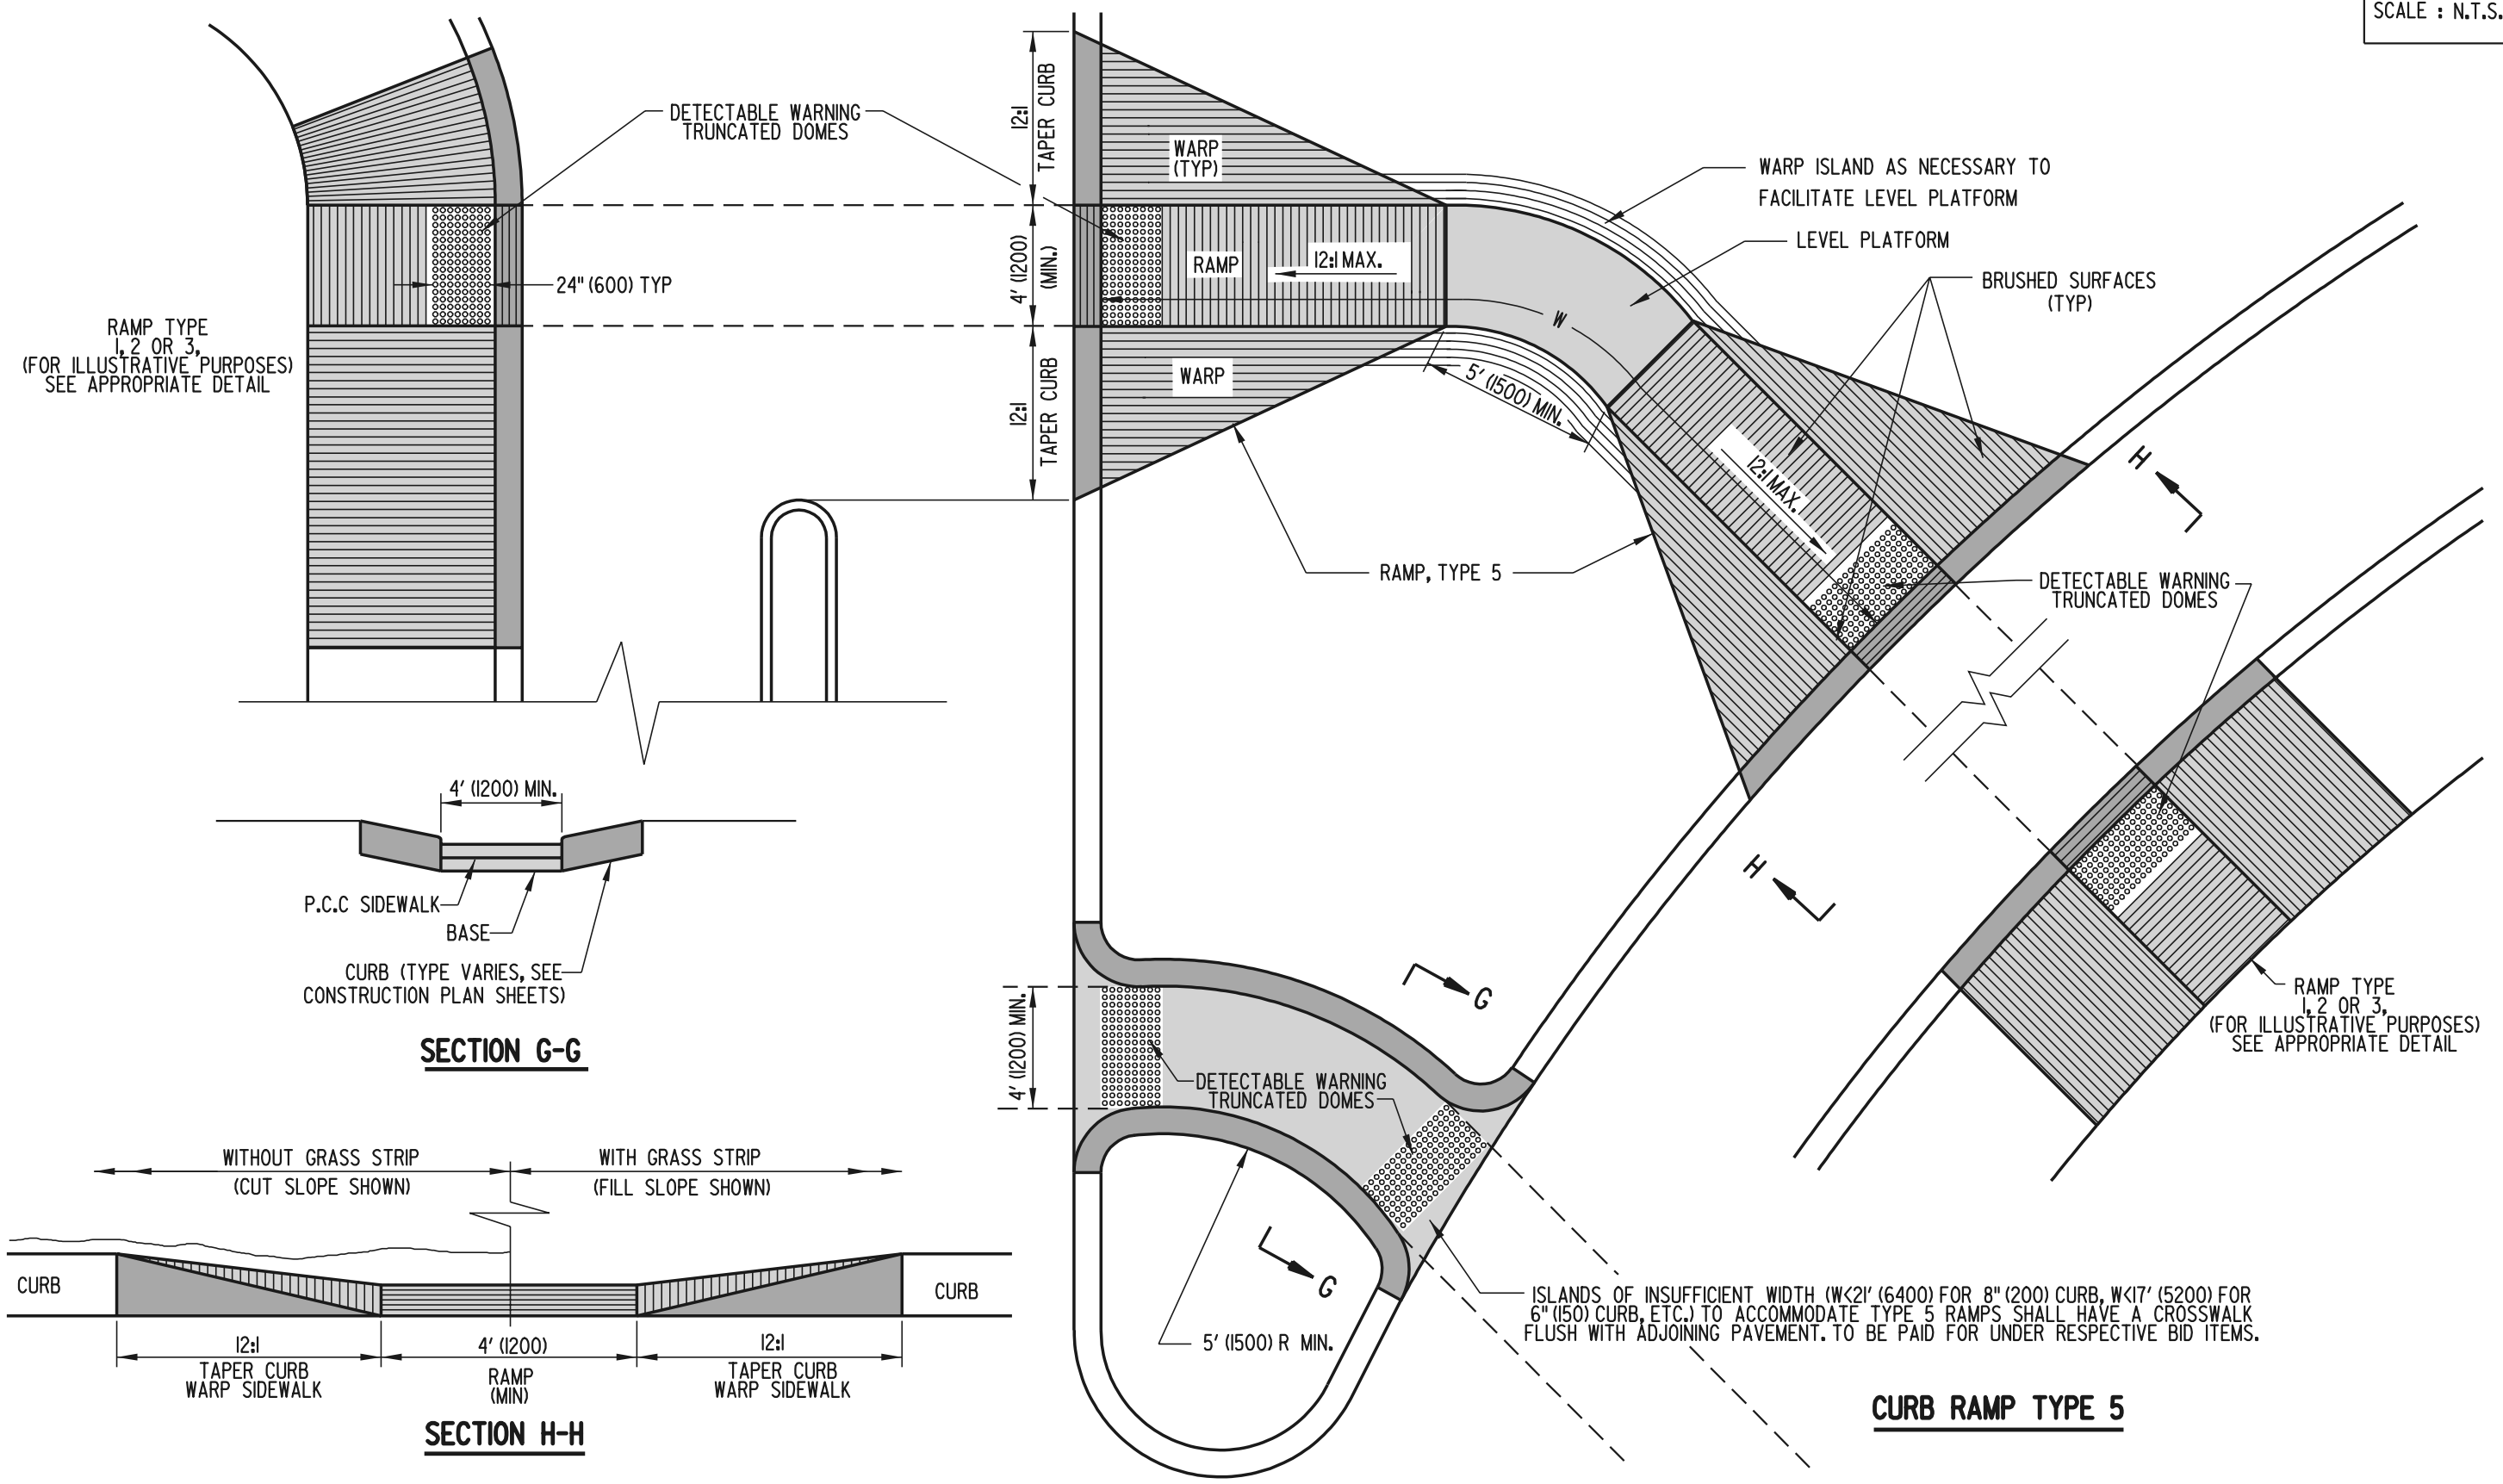 SCALE : N.T.S.
DETECTABLE WARNING
TRUNCATED DOMES
12:1
TAPER CURB
WARP
(TYP)
WARP ISLAND AS NECESSARY TO
FACILITATE LEVEL PLATFORM
LEVEL PLATFORM
BRUSHED SURFACES
(TYP)
4' (1200)
(MIN.)
RAMP
12:1 MAX.
24" (600) TYP
W
RAMP TYPE
1, 2 OR 3,
(FOR ILLUSTRATIVE PURPOSES)
SEE APPROPRIATE DETAIL
12:1
TAPER CURB
WARP
5' (1500) MIN.
12:1 MAX.
H
RAMP, TYPE 5
DETECTABLE WARNING
TRUNCATED DOMES
4' (1200) MIN.
P.C.C SIDEWALK
BASE
CURB (TYPE VARIES, SEE
CONSTRUCTION PLAN SHEETS)
SECTION G-G
H
G
RAMP TYPE
1, 2 OR 3,
(FOR ILLUSTRATIVE PURPOSES)
SEE APPROPRIATE DETAIL
4' (1200) MIN.
DETECTABLE WARNING
TRUNCATED DOMES
WITHOUT GRASS STRIP
(CUT SLOPE SHOWN)
WITH GRASS STRIP
(FILL SLOPE SHOWN)
CURB
CURB
12:1
TAPER CURB
WARP SIDEWALK
4' (1200)
RAMP
(MIN)
12:1
TAPER CURB
WARP SIDEWALK
SECTION H-H
G
5' (1500) R MIN.
ISLANDS OF INSUFFICIENT WIDTH (W<21' (6400) FOR 8" (200) CURB, W<17' (5200) FOR
6" (150) CURB, ETC.) TO ACCOMMODATE TYPE 5 RAMPS SHALL HAVE A CROSSWALK
FLUSH WITH ADJOINING PAVEMENT. TO BE PAID FOR UNDER RESPECTIVE BID ITEMS.
CURB RAMP TYPE 5